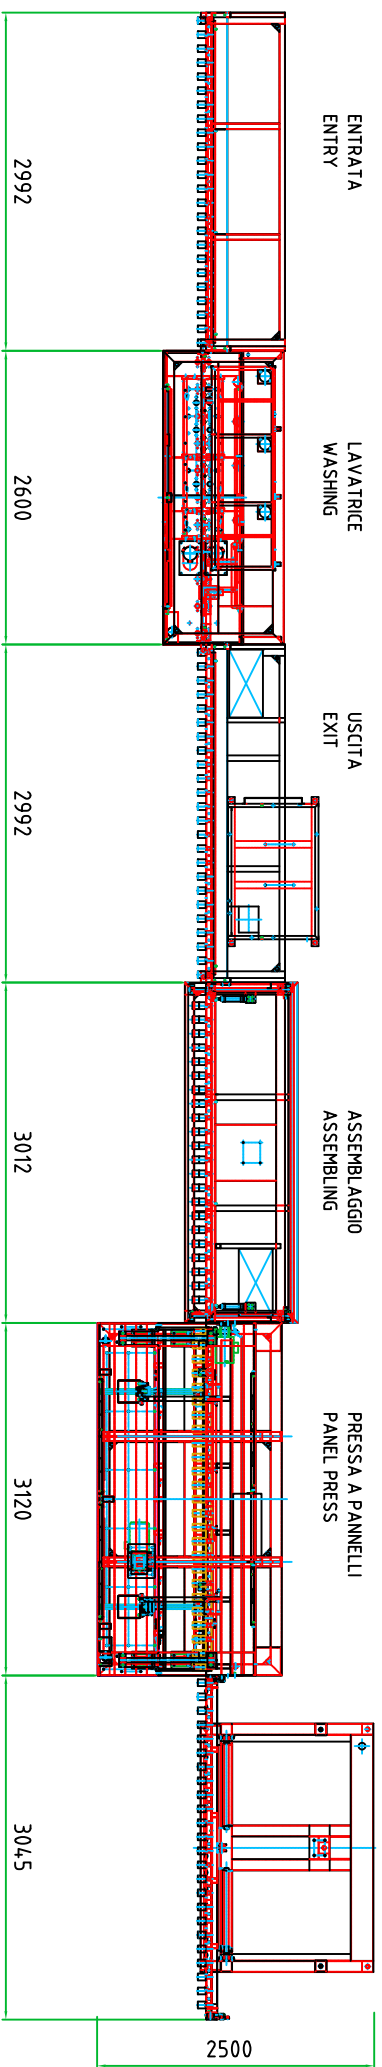 ENTRATA
ENTRY
LAVATRICE
WASHING
USCITA
EXIT
ASSEMBLAGGIO
ASSEMBLING
PRESSA A PANNELLI
PANEL PRESS
2992
2600
2992
3012
3120
3045
2500